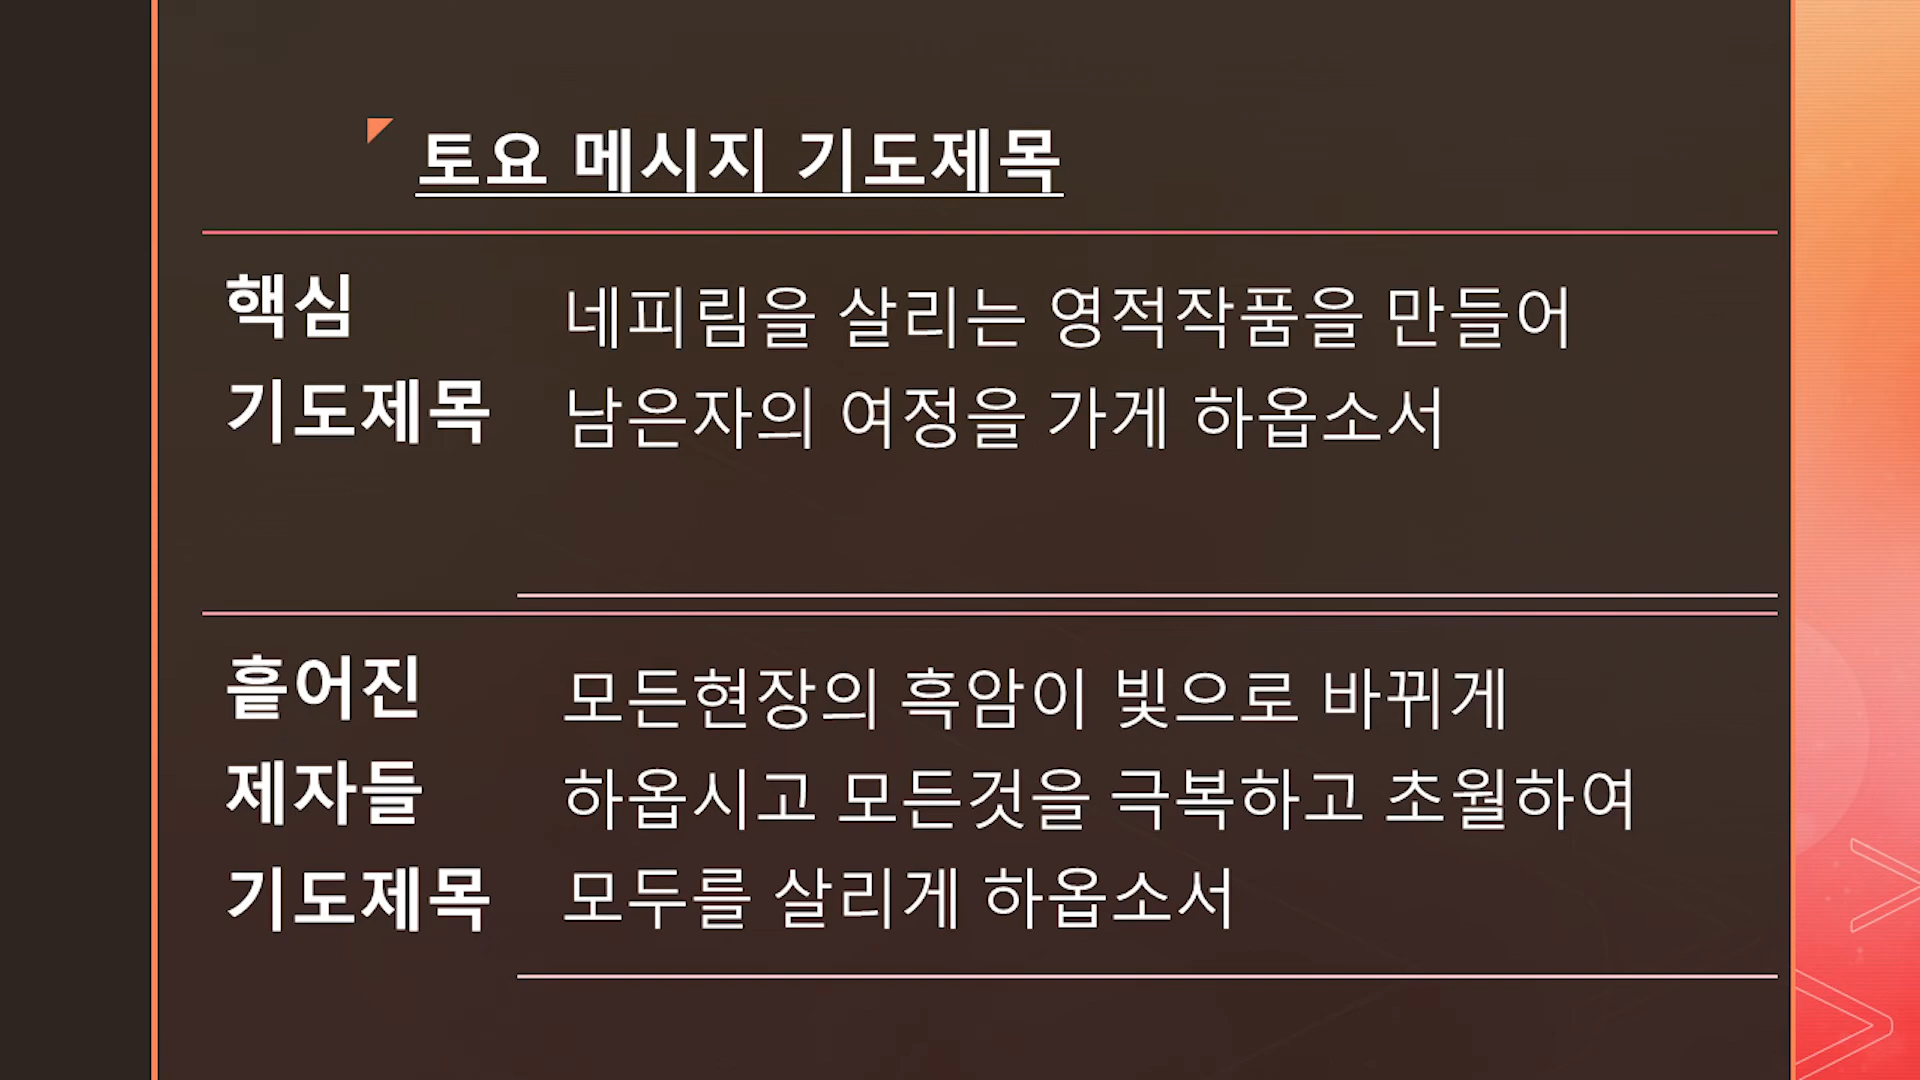 토요 메시지 기도제목
핵심
기도제목
네피림을 살리는 영적작품을 만들어
남은자의 여정을 가게 하옵소서
흩어진
제자들
기도제목
모든현장의 흑암이 빛으로 바뀌게
하옵시고 모든것을 극복하고 초월하여
모두를 살리게 하옵소서